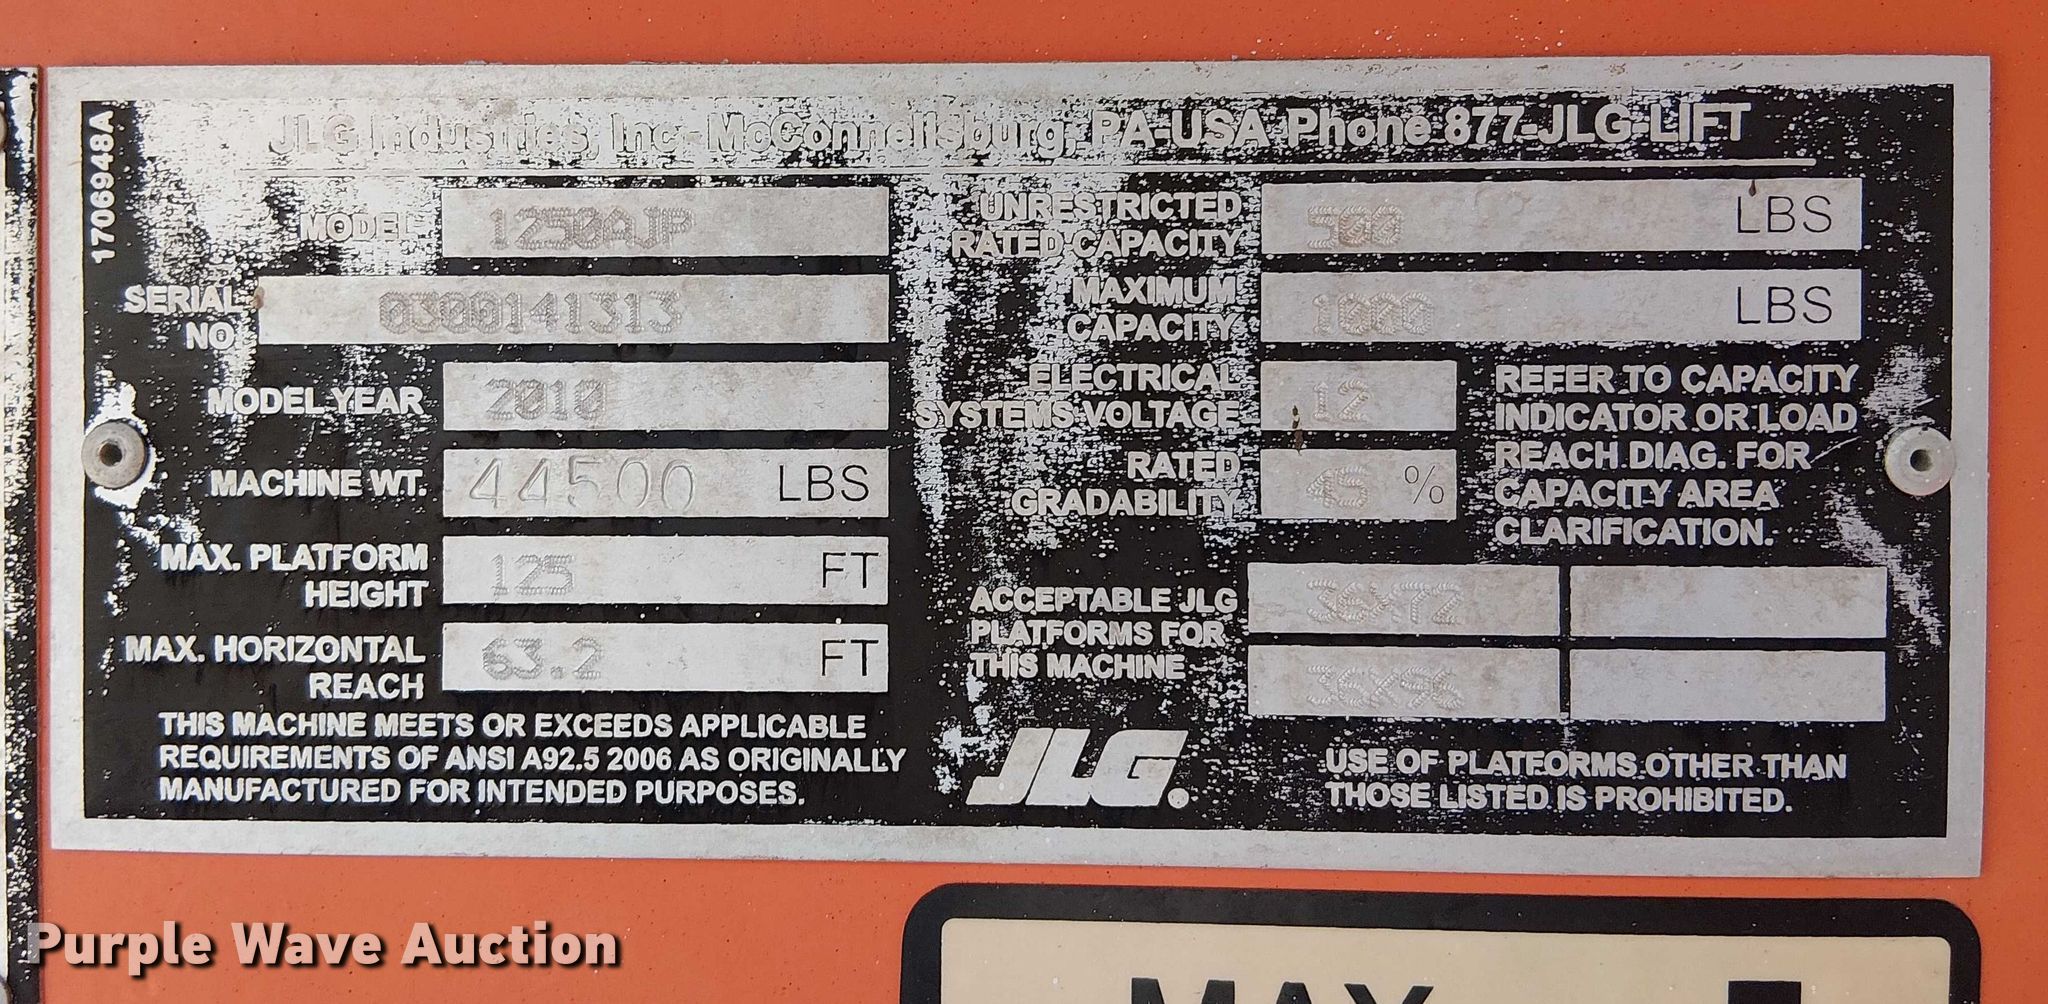 1706948A
JLG Industries, Inc. McConnellsburg, PA-USA Phone 877-JLG-LIFT
MODEL 1250AJP
SERIAL NO. 0300141313
MODEL YEAR 2010
MACHINE WT. 44500 LBS
MAX. PLATFORM HEIGHT 125 FT
MAX. HORIZONTAL REACH 63.2 FT
THIS MACHINE MEETS OR EXCEEDS APPLICABLE
REQUIREMENTS OF ANSI A92.5 2006 AS ORIGINALLY
MANUFACTURED FOR INTENDED PURPOSES.
UNRESTRICTED RATED CAPACITY 500 LBS
MAXIMUM CAPACITY 1000 LBS
ELECTRICAL SYSTEMS VOLTAGE 12
RATED GRADABILITY 45 %
REFER TO CAPACITY
INDICATOR OR LOAD
REACH DIAG. FOR
CAPACITY AREA
CLARIFICATION.
ACCEPTABLE JLG
PLATFORMS FOR
THIS MACHINE
36X72
36X96
JLG®
USE OF PLATFORMS OTHER THAN
THOSE LISTED IS PROHIBITED.
MAX
Purple Wave Auction